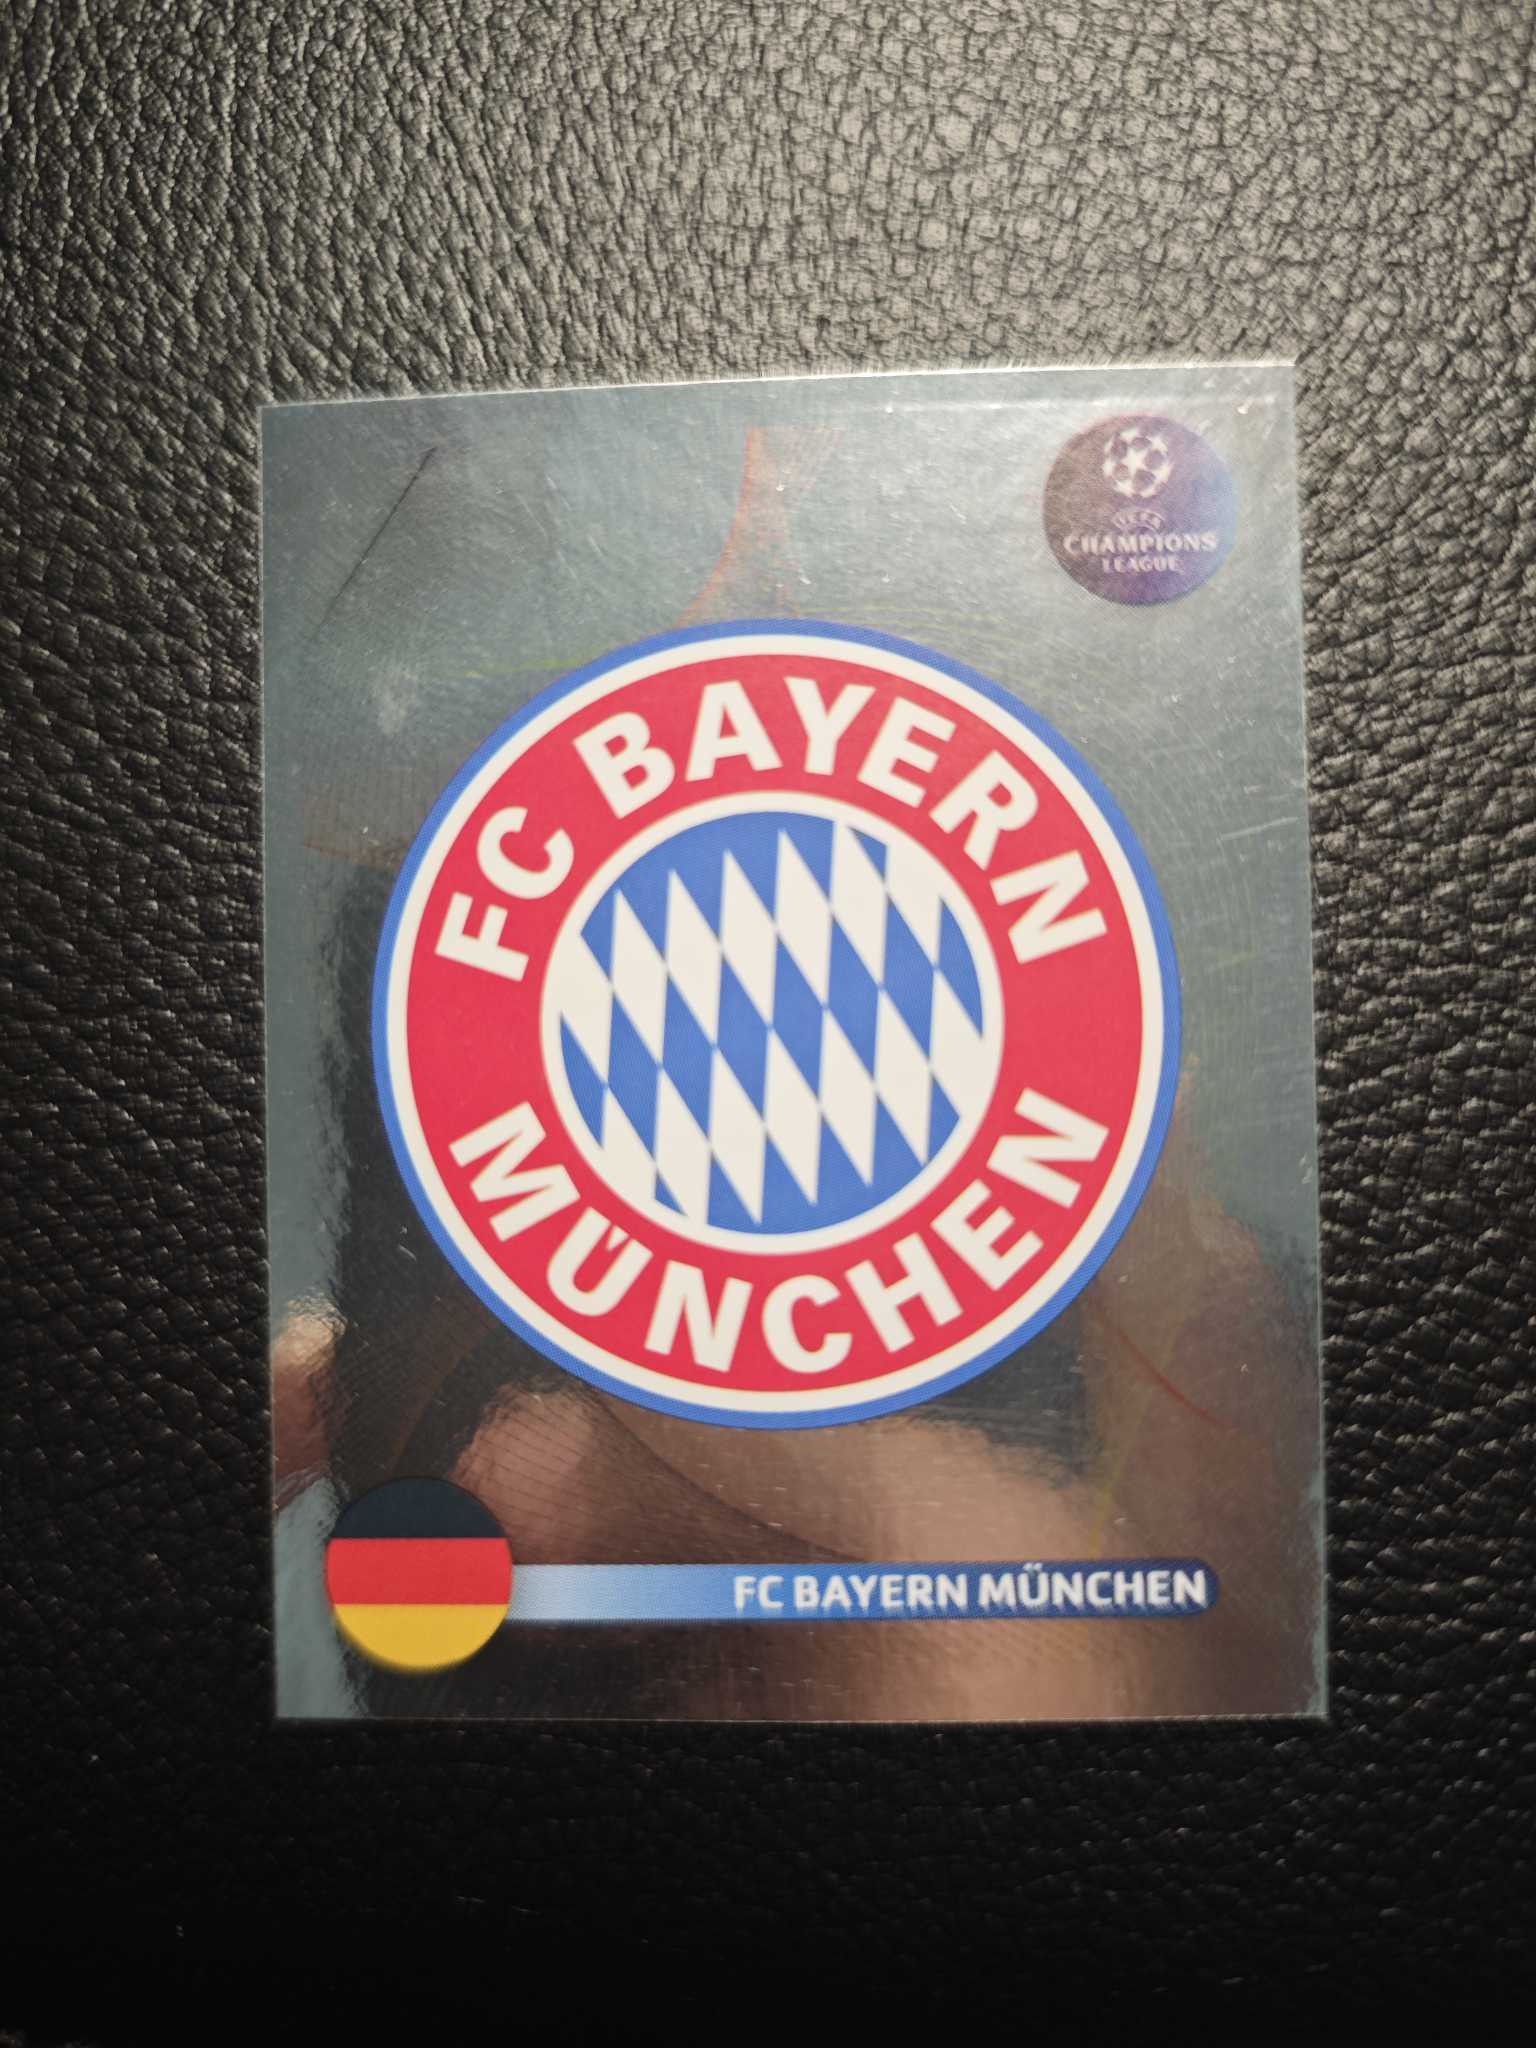 UEFA
CHAMPIONS
LEAGUE
FC BAYERN
MÜNCHEN
FC BAYERN MÜNCHEN